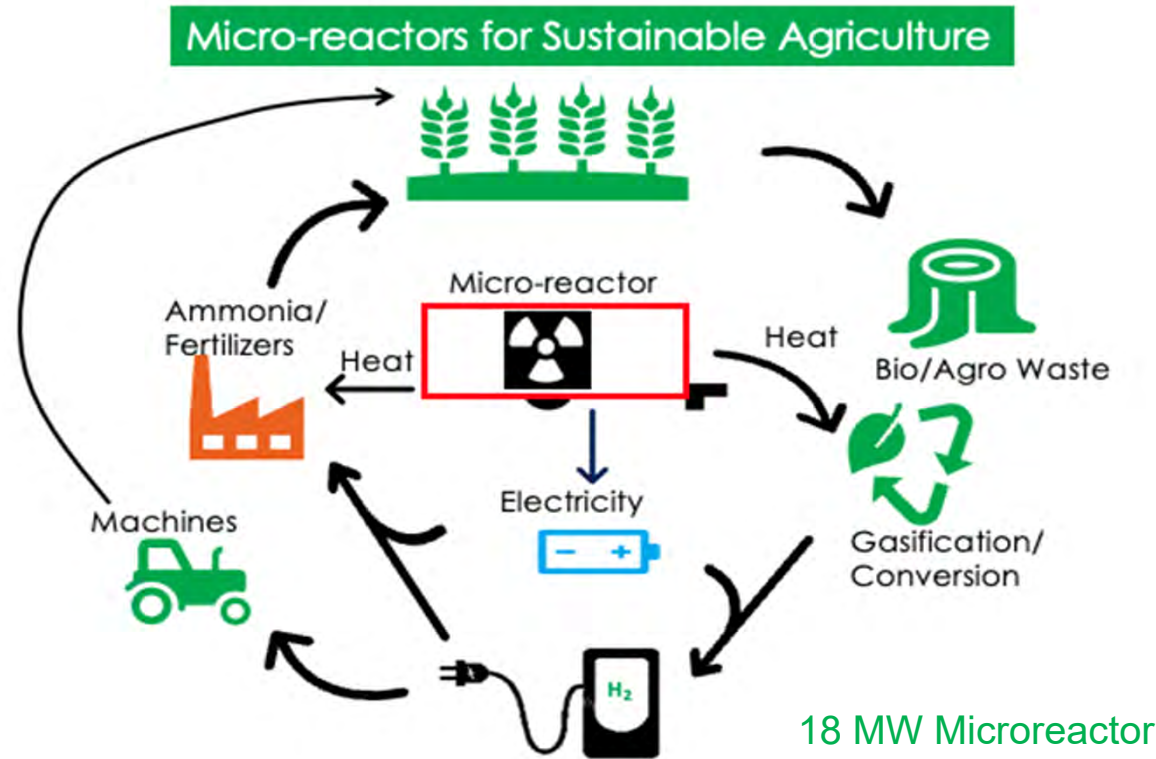 Micro-reactors for Sustainable Agriculture
Micro-reactor
Ammonia/
Fertilizers
Heat
Heat
Bio/Agro Waste
Electricity
- +
Machines
Gasification/
Conversion
H₂
18 MW Microreactor